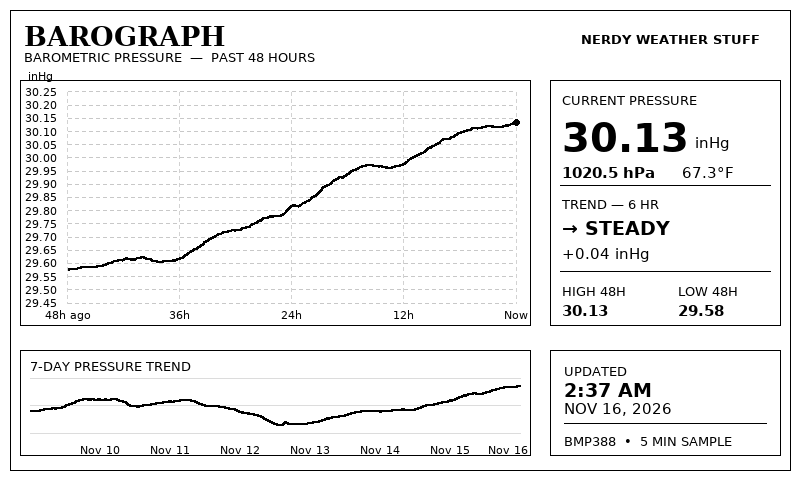 BAROGRAPH
BAROMETRIC PRESSURE — PAST 48 HOURS
NERDY WEATHER STUFF
inHg
30.25
30.20
30.15
30.10
30.05
30.00
29.95
29.90
29.85
29.80
29.75
29.70
29.65
29.60
29.55
29.50
29.45
48h ago 36h 24h 12h Now
CURRENT PRESSURE
30.13 inHg
1020.5 hPa 67.3°F
TREND — 6 HR
→ STEADY
+0.04 inHg
HIGH 48H LOW 48H
30.13 29.58
7-DAY PRESSURE TREND
Nov 10 Nov 11 Nov 12 Nov 13 Nov 14 Nov 15 Nov 16
UPDATED
2:37 AM
NOV 16, 2026
BMP388 • 5 MIN SAMPLE